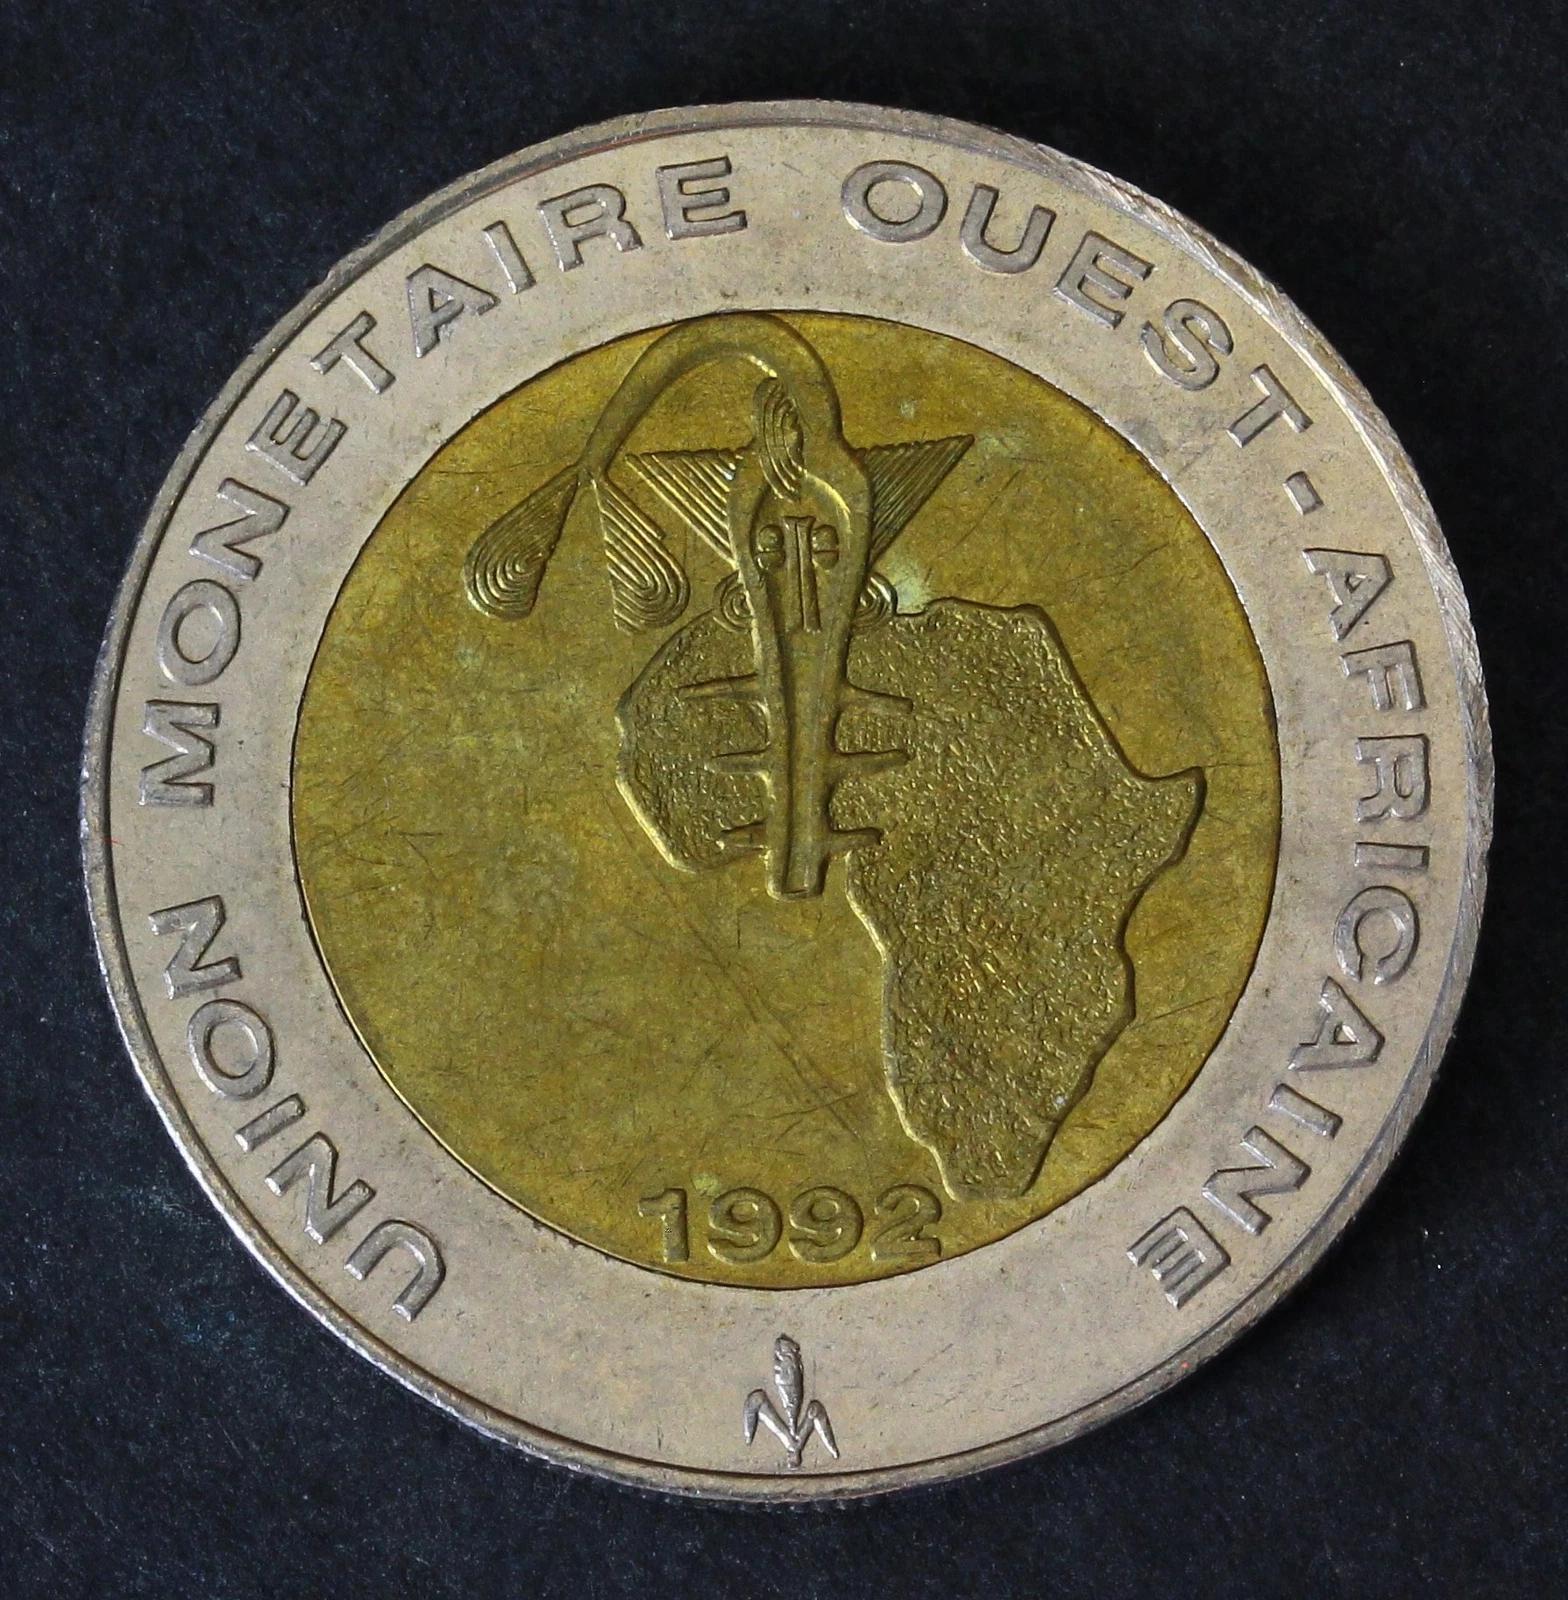 UNION MONETAIRE OUEST-AFRICAINE
1992